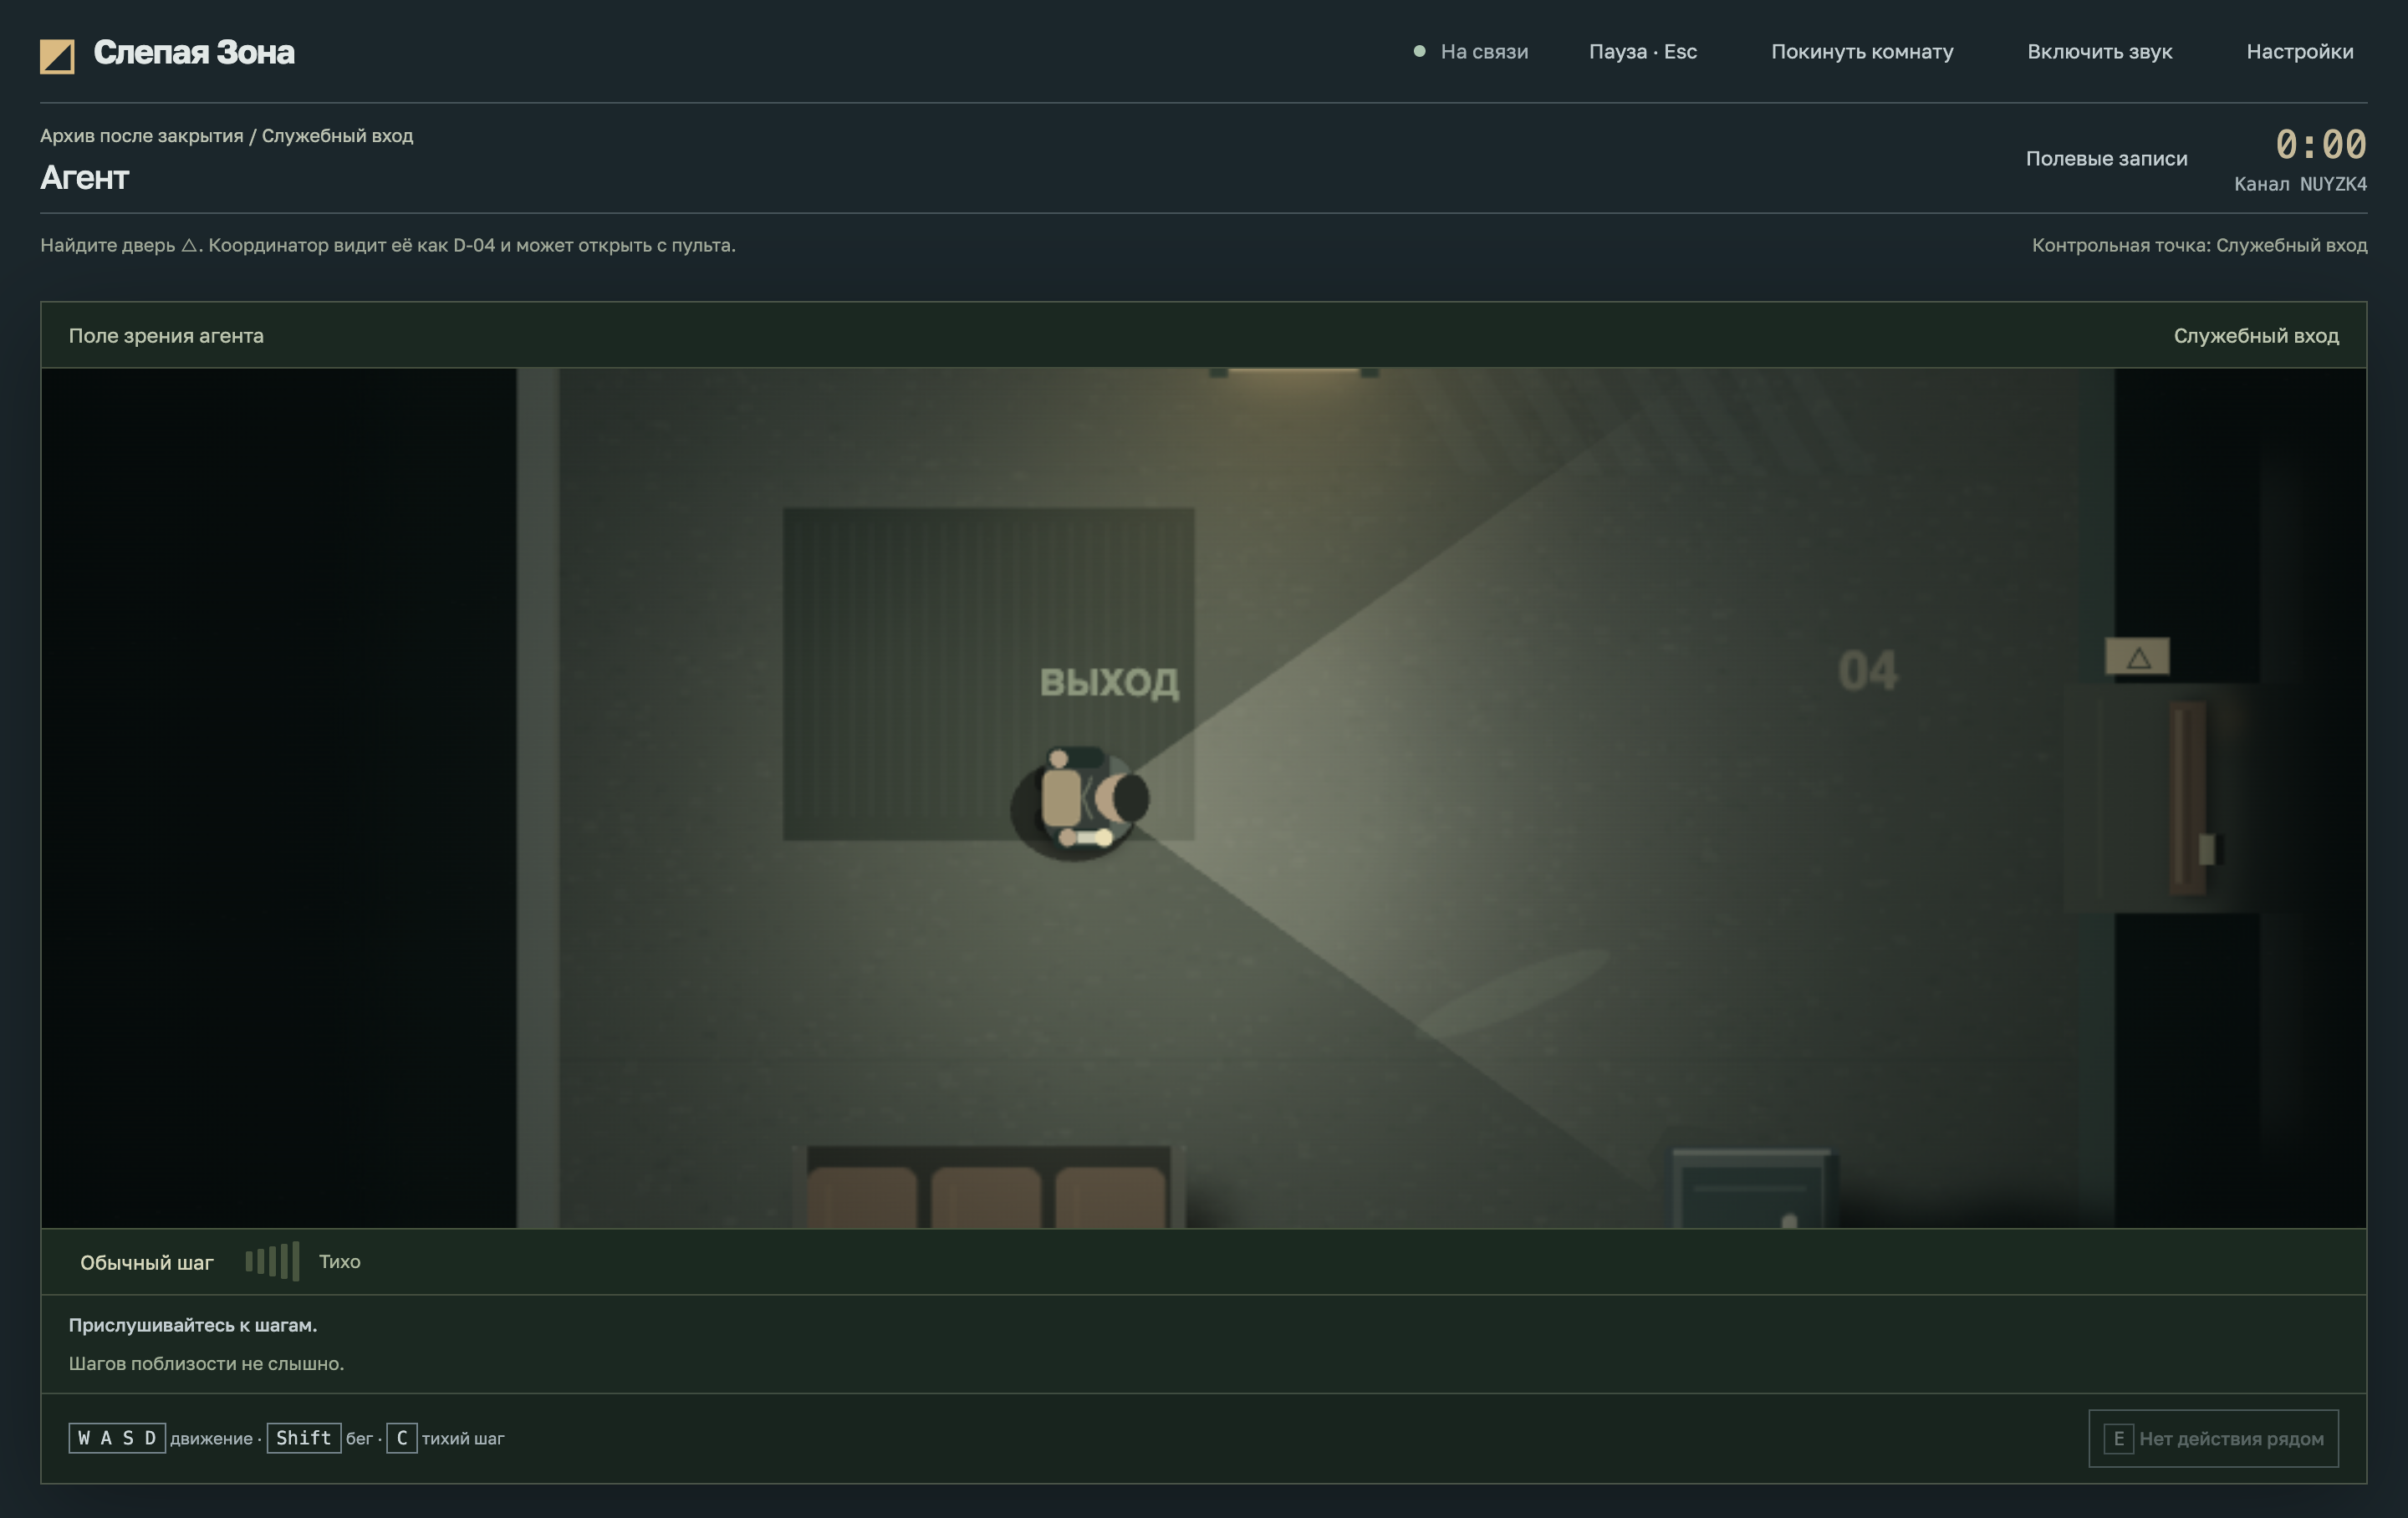 Слепая Зона
На связи
Пауза · Esc
Покинуть комнату
Включить звук
Настройки
Архив после закрытия / Служебный вход
Агент
Полевые записи
0:00
Канал NUYZK4
Найдите дверь △. Координатор видит её как D-04 и может открыть с пульта.
Контрольная точка: Служебный вход
Поле зрения агента
Служебный вход
04
△
ВЫХОД
Обычный шаг
Тихо
Прислушивайтесь к шагам.
Шагов поблизости не слышно.
W A S D движение · Shift бег · C тихий шаг
E Нет действия рядом